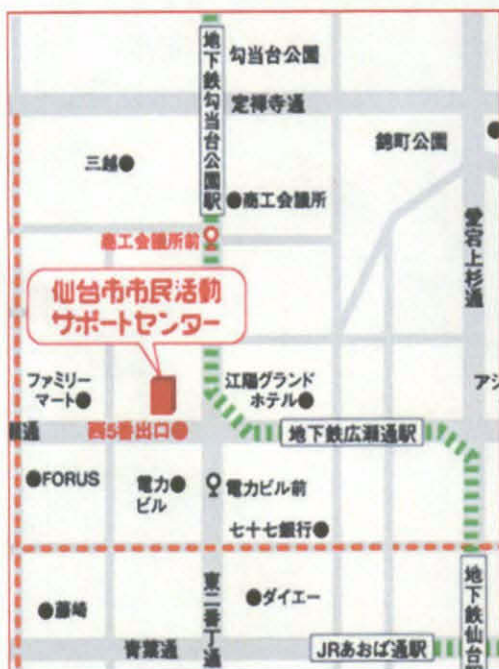 勾当台公園
地下鉄勾当台公園駅
定禅寺通
錦町公園
三越
商工会議所
愛宕上杉通
商工会議所前
仙台市市民活動
サポートセンター
ファミリー
マート
江陽グランド
ホテル
西5番出口
地下鉄広瀬通駅
FORUS
電力
ビル
電力ビル前
七十七銀行
東二番丁通
地下鉄仙台
藤崎
ダイエー
青葉通
JRあおば通駅